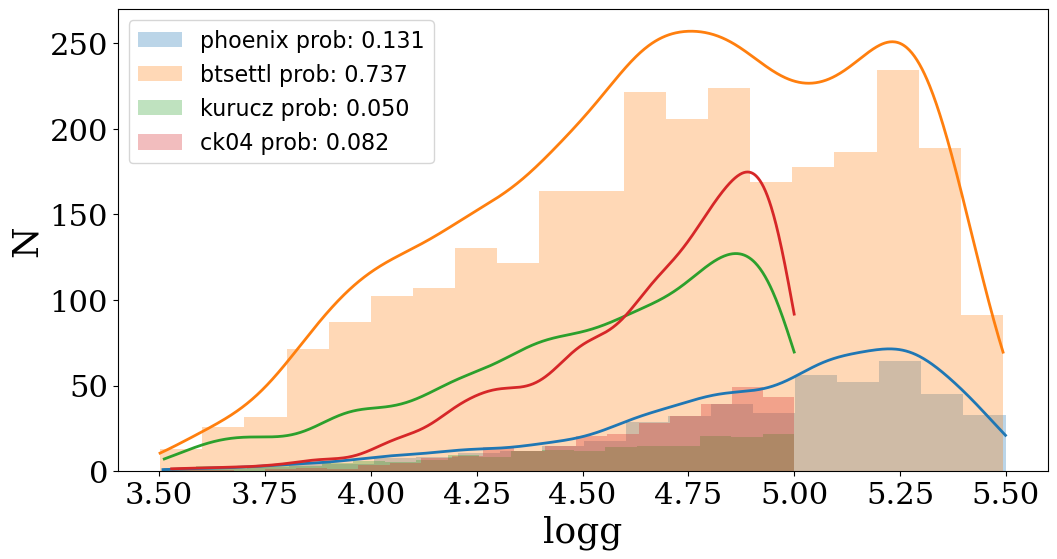 phoenix prob: 0.131
btsettl prob: 0.737
kurucz prob: 0.050
ck04 prob: 0.082
250
200
150
100
50
0
N
3.50 3.75 4.00 4.25 4.50 4.75 5.00 5.25 5.50
logg